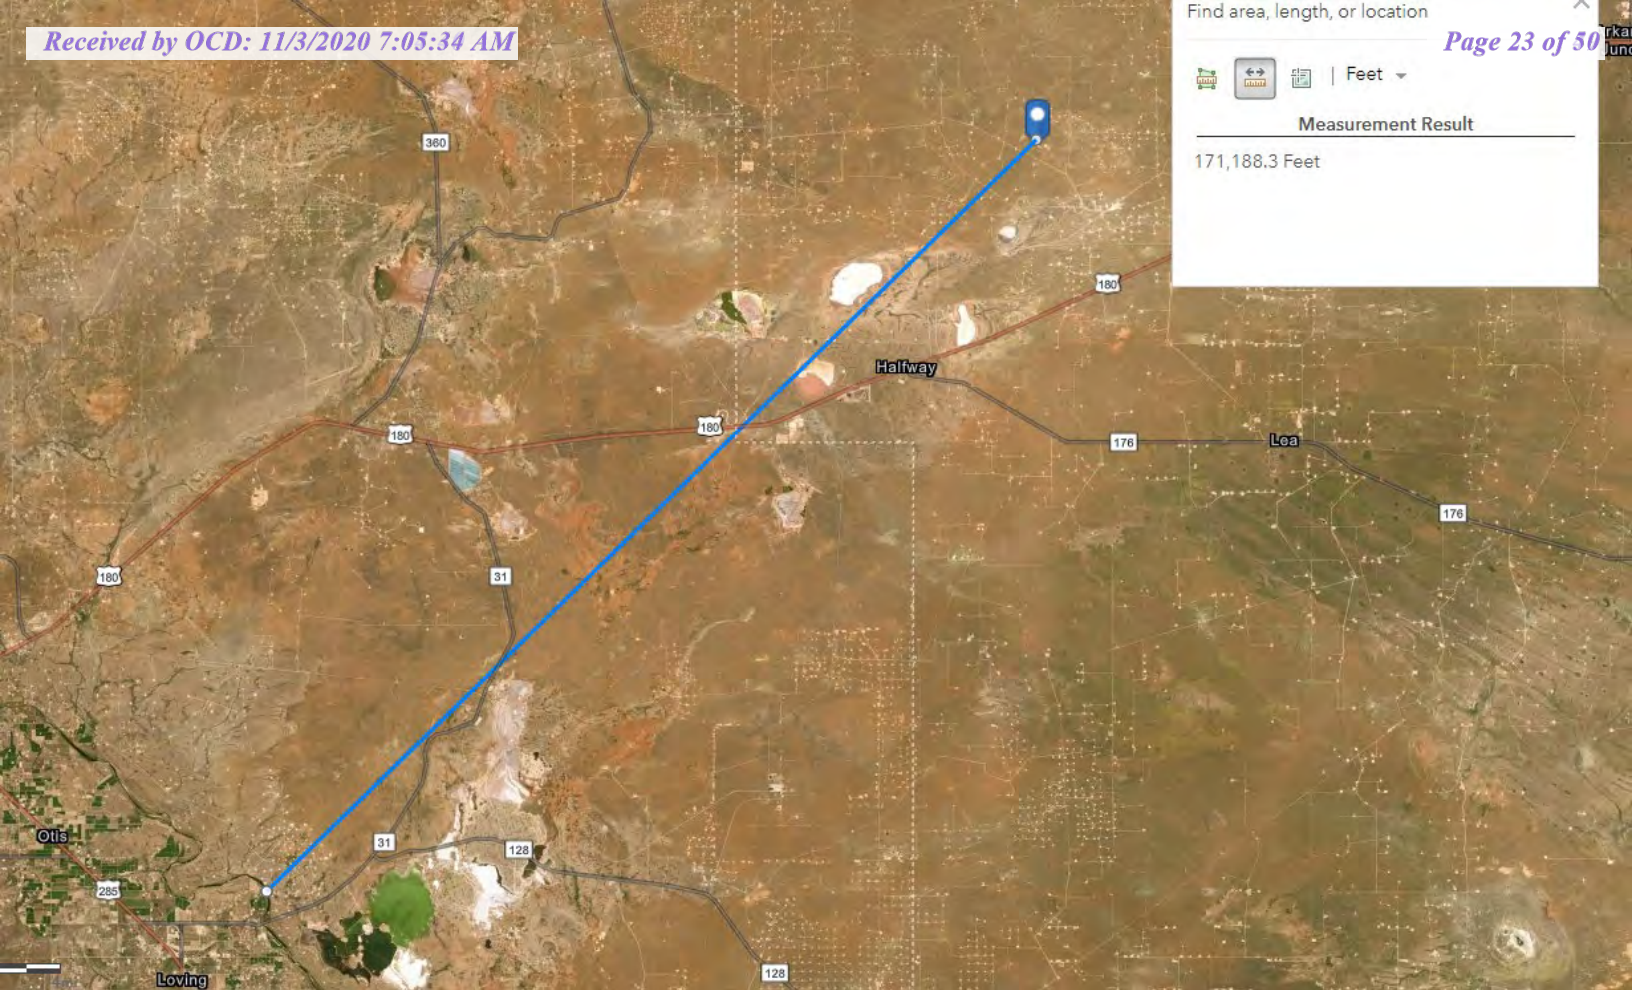 Find area, length, or location
Received by OCD: 11/3/2020 7:05:34 AM
Page 23 of 50
Feet
Measurement Result
171,188.3 Feet
360
180
Halfway
180
180
176
Lea
176
31
180
Otis
31
128
285
Loving
128